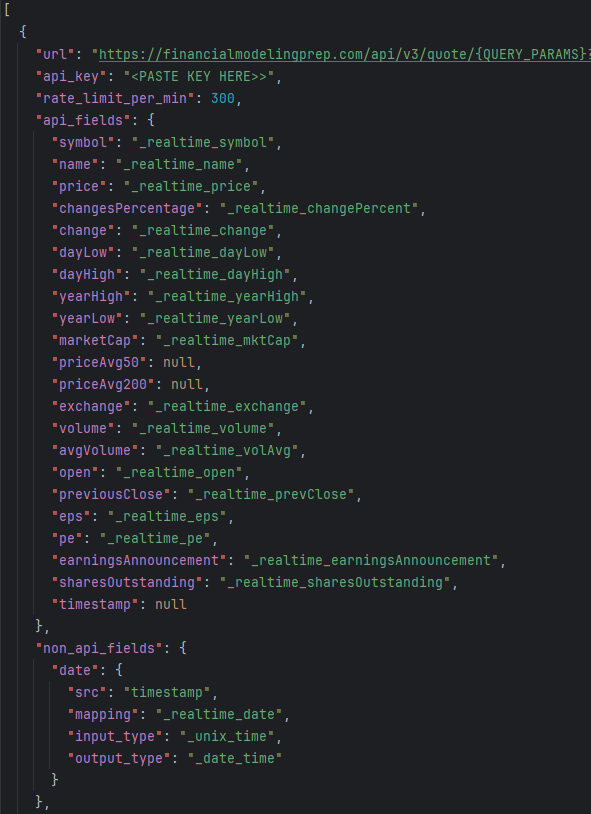 [
{
"url": "https://financialmodelingprep.com/api/v3/quote/{QUERY_PARAMS}?
"api_key": "<PASTE KEY HERE>>",
"rate_limit_per_min": 300,
"api_fields": {
"symbol": "_realtime_symbol",
"name": "_realtime_name",
"price": "_realtime_price",
"changesPercentage": "_realtime_changePercent",
"change": "_realtime_change",
"dayLow": "_realtime_dayLow",
"dayHigh": "_realtime_dayHigh",
"yearHigh": "_realtime_yearHigh",
"yearLow": "_realtime_yearLow",
"marketCap": "_realtime_mktCap",
"priceAvg50": null,
"priceAvg200": null,
"exchange": "_realtime_exchange",
"volume": "_realtime_volume",
"avgVolume": "_realtime_volAvg",
"open": "_realtime_open",
"previousClose": "_realtime_prevClose",
"eps": "_realtime_eps",
"pe": "_realtime_pe",
"earningsAnnouncement": "_realtime_earningsAnnouncement",
"sharesOutstanding": "_realtime_sharesOutstanding",
"timestamp": null
},
"non_api_fields": {
"date": {
"src": "timestamp",
"mapping": "_realtime_date",
"input_type": "_unix_time",
"output_type": "_date_time"
}
},